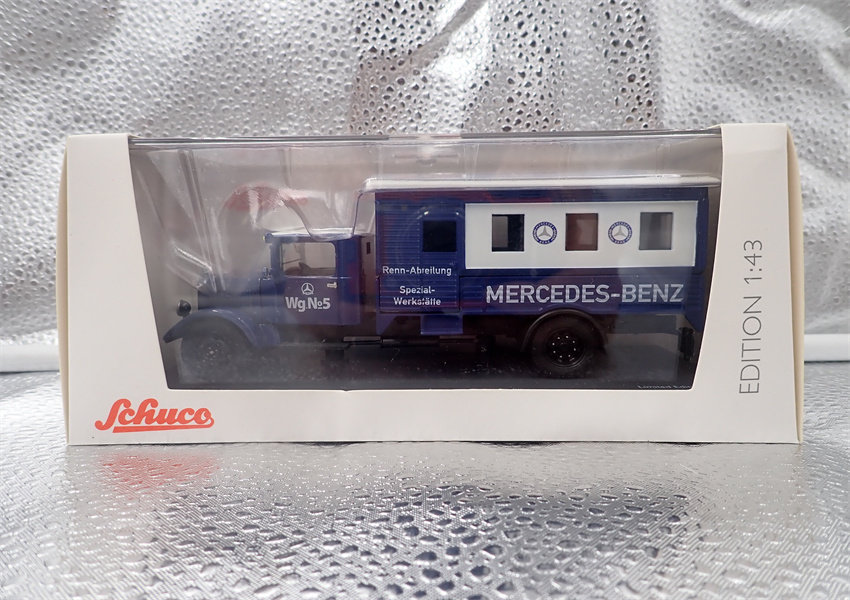 Renn-Abteilung
Spezial-
Werkstätte
Wg.No5
MERCEDES-BENZ
EDITION 1:43
Schuco